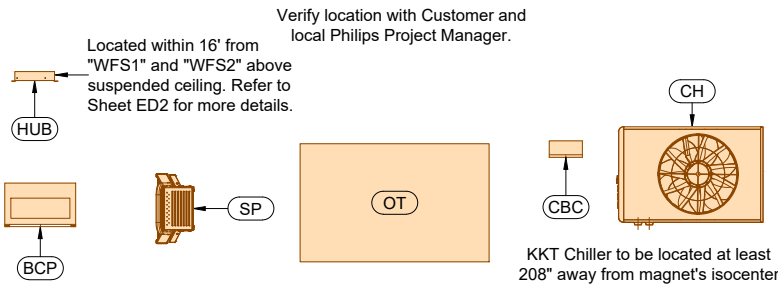 Verify location with Customer and
local Philips Project Manager.
Located within 16' from
"WFS1" and "WFS2" above
suspended ceiling. Refer to
Sheet ED2 for more details.
HUB
CH
BCP
SP
OT
CBC
KKT Chiller to be located at least
208" away from magnet's isocenter